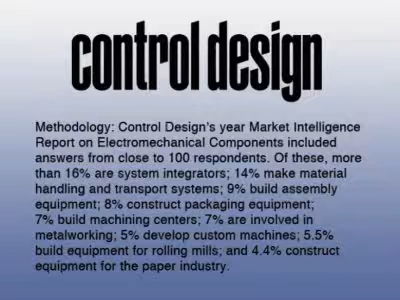 control design
Methodology: Control Design's year Market Intelligence
Report on Electromechanical Components included
answers from close to 100 respondents. Of these, more
than 16% are system integrators; 14% make material
handling and transport systems; 9% build assembly
equipment; 8% construct packaging equipment;
7% build machining centers; 7% are involved in
metalworking; 5% develop custom machines; 5.5%
build equipment for rolling mills; and 4.4% construct
equipment for the paper industry.